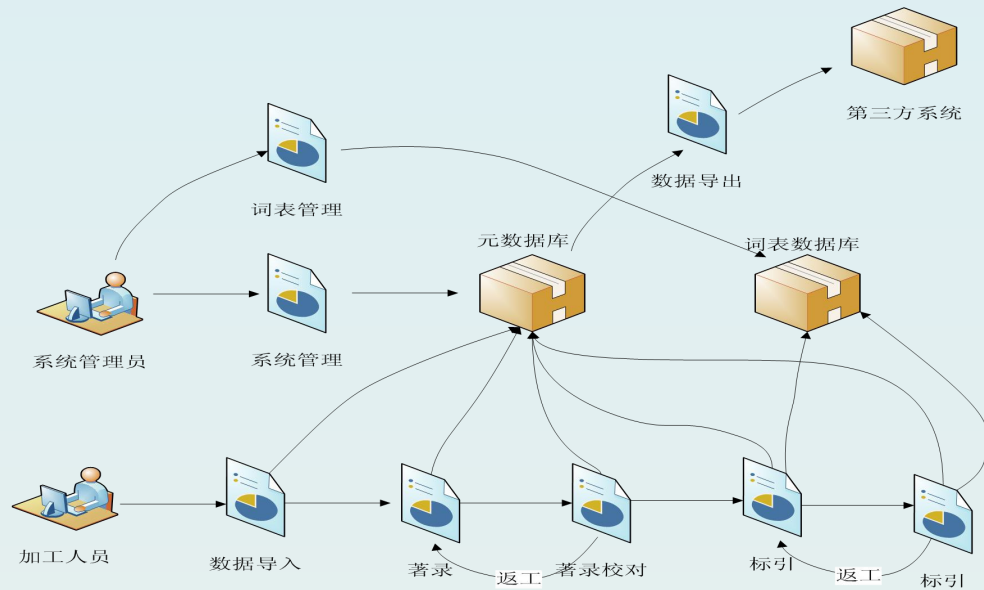 第三方系统
数据导出
词表管理
元数据库
词表数据库
系统管理员
系统管理
加工人员
数据导入
著录
返工
著录校对
标引
返工
标引